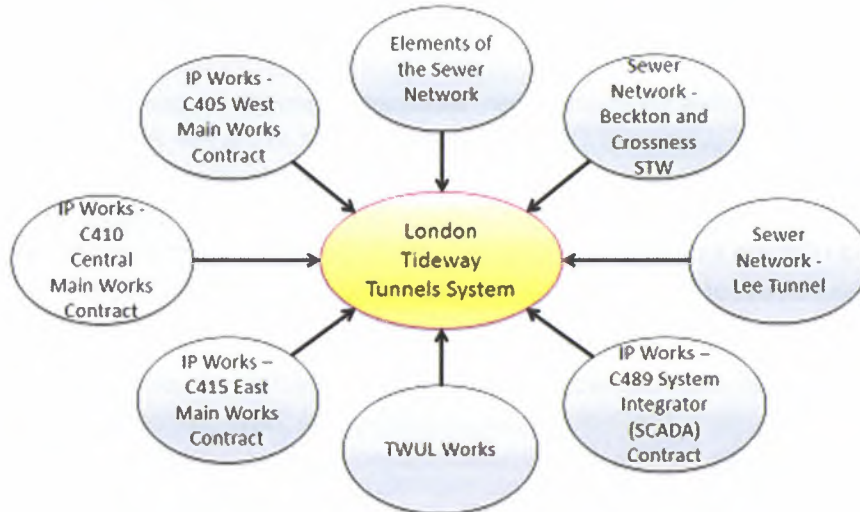 Elements of
the Sewer
Network
IP Works -
C405 West
Main Works
Contract
Sewer
Network -
Beckton and
Crossness
STW
IP Works -
C410
Central
Main Works
Contract
London
Tideway
Tunnels System
Sewer
Network -
Lee Tunnel
IP Works –
C415 East
Main Works
Contract
TWUL Works
IP Works –
C489 System
Integrator
(SCADA)
Contract